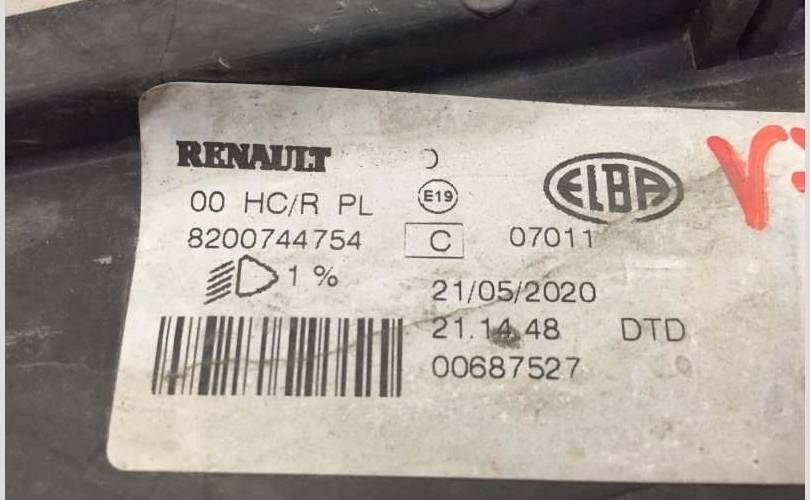 RENAULT
E19
ELBA
00 HC/R PL
8200744754
C
07011
1 %
21/05/2020
21.14.48 DTD
00687527